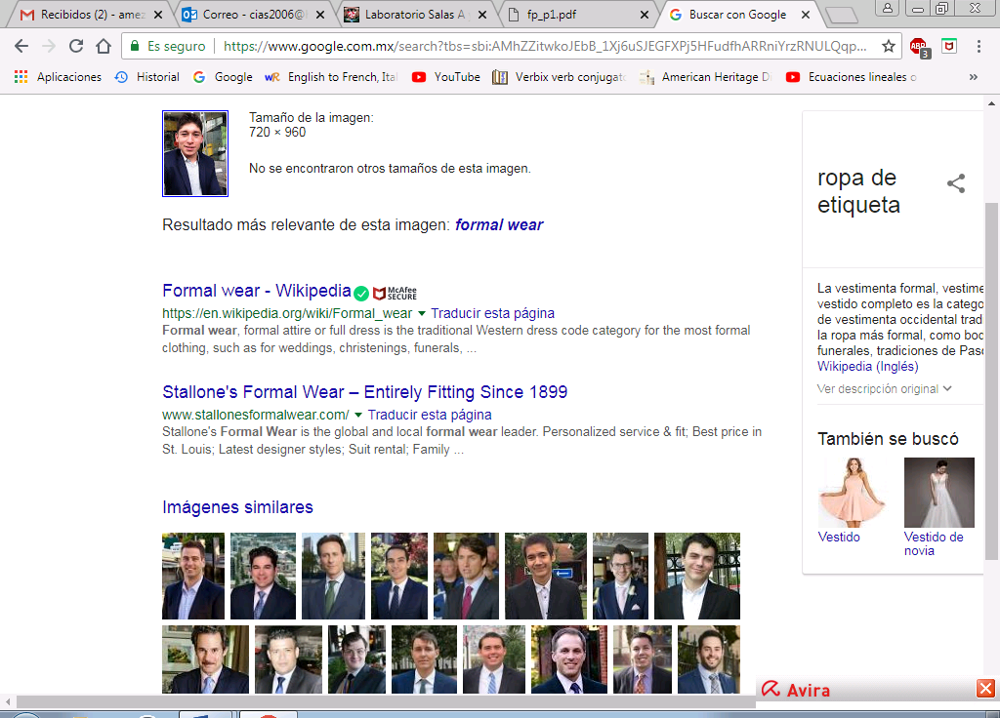 Recibidos (2) - amez
Correo - cias2006@
Laboratorio Salas A
fp_p1.pdf
Buscar con Google
Es seguro
https://www.google.com.mx/search?tbs=sbi:AMhZZitwkoJEbB_1Xj6uSJEGFXPj5HFudfhARRniYrzRNULQqp...
ABP
3
Aplicaciones
Historial
Google
wR English to French, Ita
YouTube
Verbix verb conjugat
American Heritage D
Ecuaciones lineales o
»
Tamaño de la imagen:
720 × 960
No se encontraron otros tamaños de esta imagen.
Resultado más relevante de esta imagen: formal wear
Formal wear - Wikipedia
McAfee
SECURE
https://en.wikipedia.org/wiki/Formal_wear ▼ Traducir esta página
Formal wear, formal attire or full dress is the traditional Western dress code category for the most formal
clothing, such as for weddings, christenings, funerals, ...
Stallone's Formal Wear – Entirely Fitting Since 1899
www.stallonesformalwear.com/ ▼ Traducir esta página
Stallone's Formal Wear is the global and local formal wear leader. Personalized service & fit; Best price in
St. Louis; Latest designer styles; Suit rental; Family ...
Imágenes similares
ropa de
etiqueta
La vestimenta formal, vestime
vestido completo es la catego
de vestimenta occidental trad
la ropa más formal, como bod
funerales, tradiciones de Pasc
Wikipedia (Inglés)
Ver descripción original
También se buscó
Vestido
Vestido de
novia
Avira